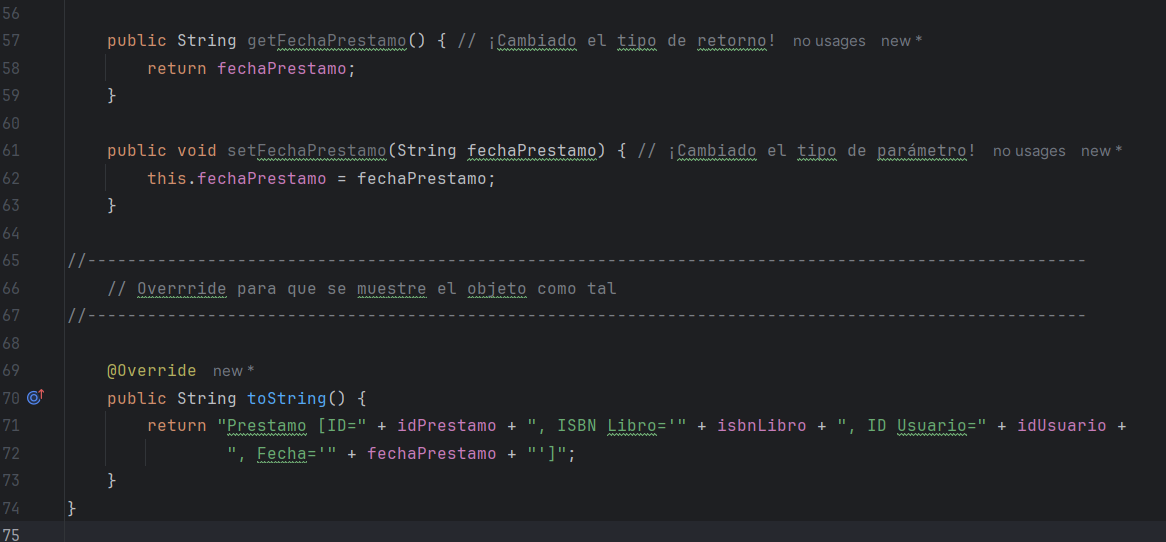 56
57 public String getFechaPrestamo() { // ¡Cambiado el tipo de retorno! no usages new *
58 return fechaPrestamo;
59 }
60
61 public void setFechaPrestamo(String fechaPrestamo) { // ¡Cambiado el tipo de parámetro! no usages new *
62 this.fechaPrestamo = fechaPrestamo;
63 }
64
65 //----------------------------------------------------------------------------------------------------
66 // Overrride para que se muestre el objeto como tal
67 //----------------------------------------------------------------------------------------------------
68
69 @Override new *
70 public String toString() {
71 return "Prestamo [ID=" + idPrestamo + ", ISBN Libro='" + isbnLibro + ", ID Usuario=" + idUsuario +
72 ", Fecha='" + fechaPrestamo + "']";
73 }
74 }
75